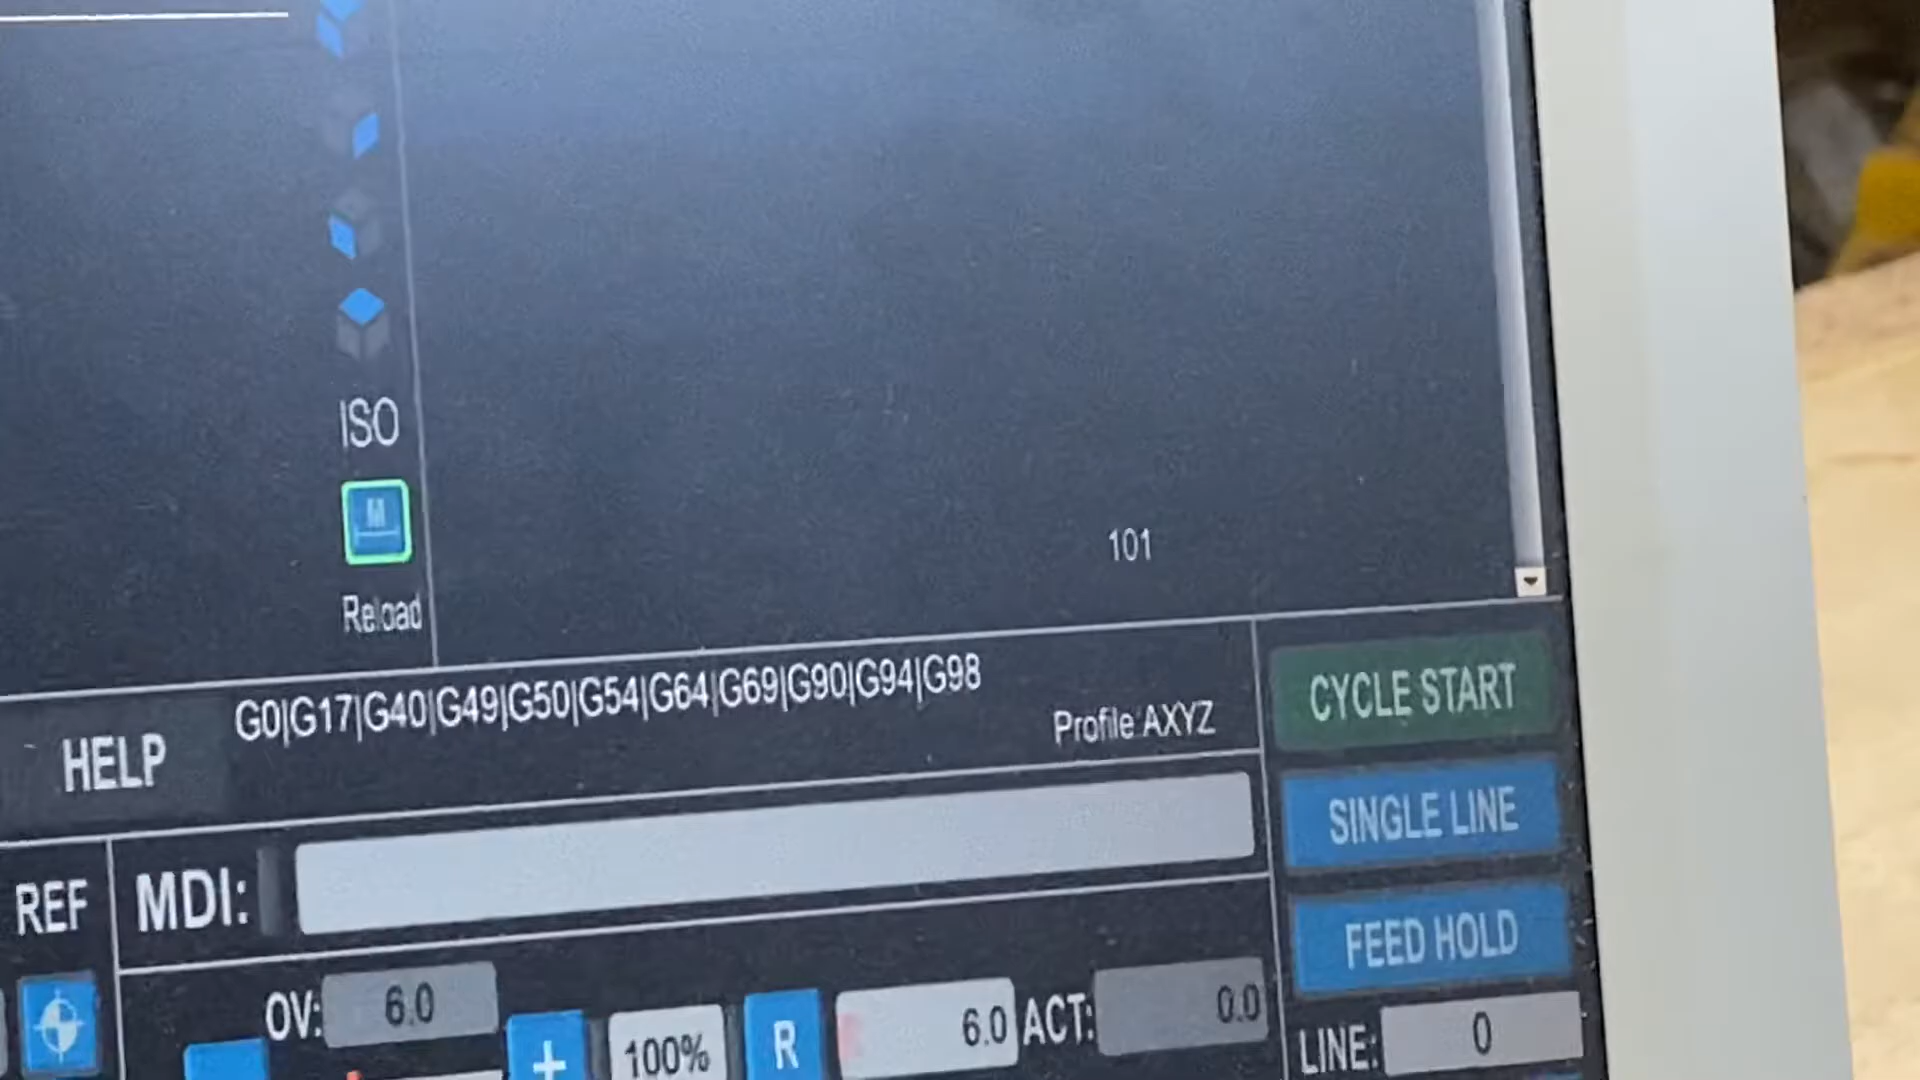 ISO
M
Reload
101
G0|G17|G40|G49|G50|G54|G64|G69|G90|G94|G98
Profile:AXYZ
HELP
CYCLE START
SINGLE LINE
FEED HOLD
REF
MDI:
OV: 6.0
+
100%
R
6.0
ACT: 0.0
LINE: 0